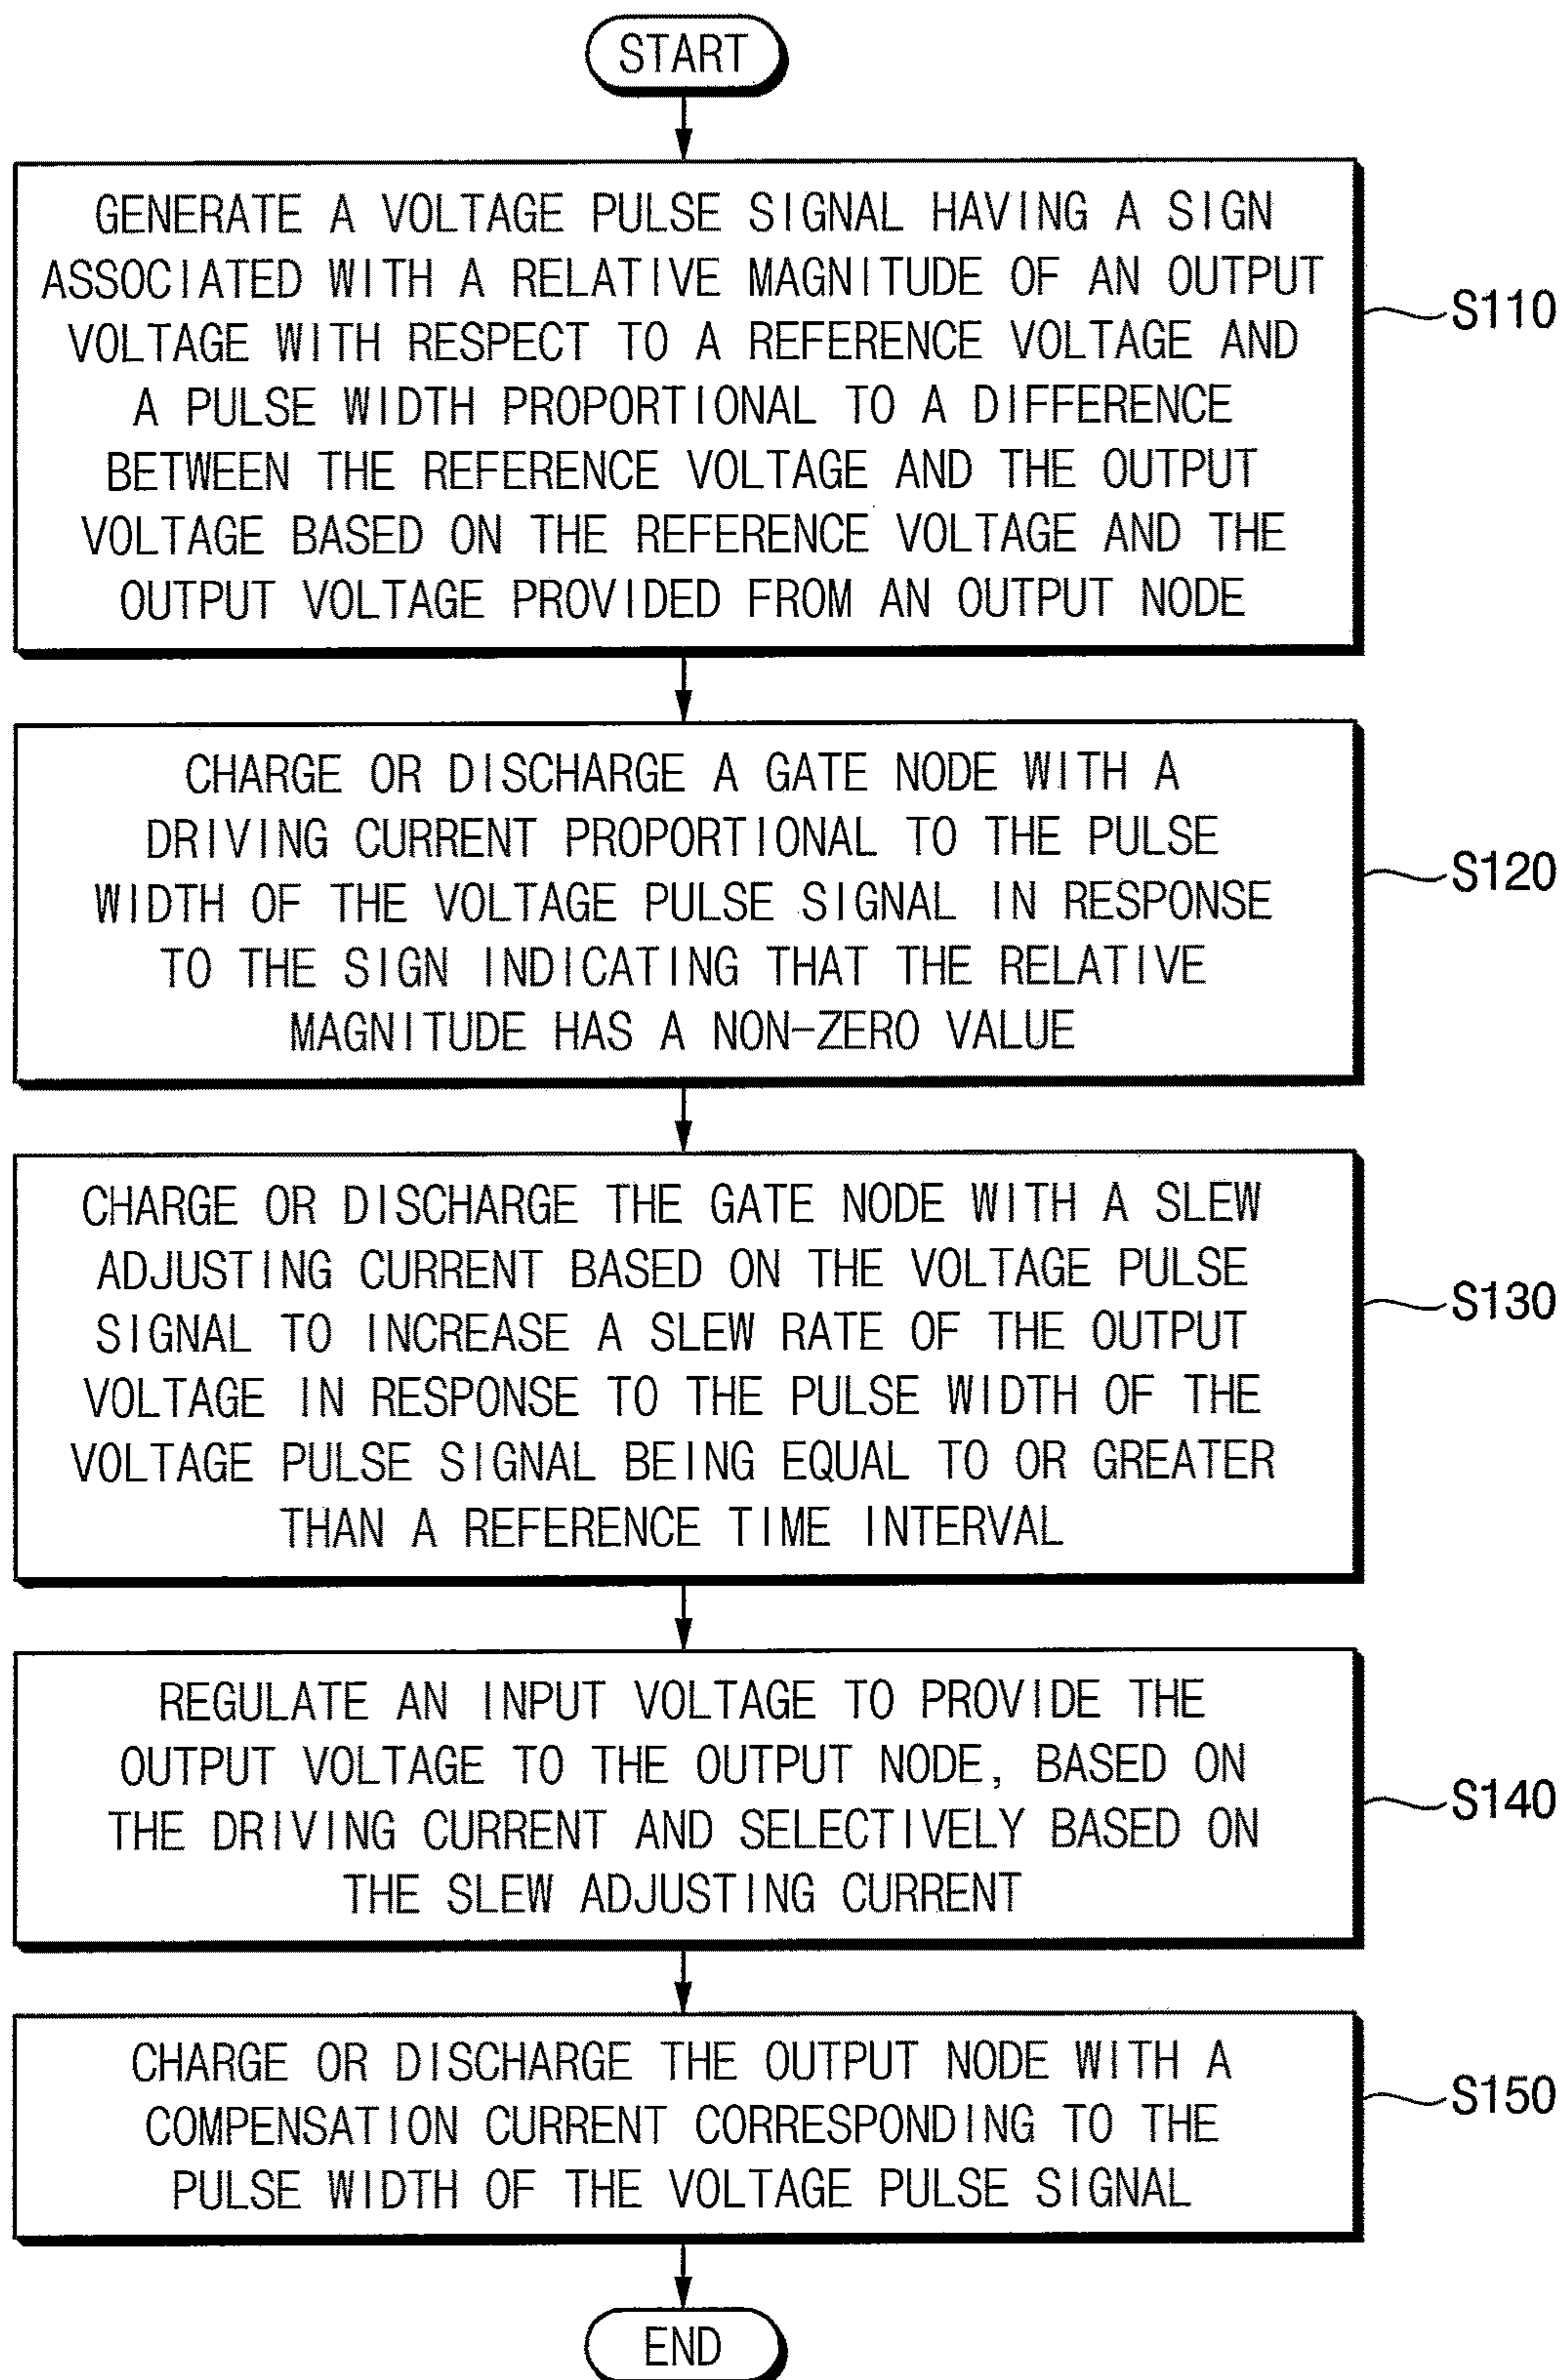 START
GENERATE A VOLTAGE PULSE SIGNAL HAVING A SIGN
ASSOCIATED WITH A RELATIVE MAGNITUDE OF AN OUTPUT
VOLTAGE WITH RESPECT TO A REFERENCE VOLTAGE AND
A PULSE WIDTH PROPORTIONAL TO A DIFFERENCE
BETWEEN THE REFERENCE VOLTAGE AND THE OUTPUT
VOLTAGE BASED ON THE REFERENCE VOLTAGE AND THE
OUTPUT VOLTAGE PROVIDED FROM AN OUTPUT NODE
S110
CHARGE OR DISCHARGE A GATE NODE WITH A
DRIVING CURRENT PROPORTIONAL TO THE PULSE
WIDTH OF THE VOLTAGE PULSE SIGNAL IN RESPONSE
TO THE SIGN INDICATING THAT THE RELATIVE
MAGNITUDE HAS A NON-ZERO VALUE
S120
CHARGE OR DISCHARGE THE GATE NODE WITH A SLEW
ADJUSTING CURRENT BASED ON THE VOLTAGE PULSE
SIGNAL TO INCREASE A SLEW RATE OF THE OUTPUT
VOLTAGE IN RESPONSE TO THE PULSE WIDTH OF THE
VOLTAGE PULSE SIGNAL BEING EQUAL TO OR GREATER
THAN A REFERENCE TIME INTERVAL
S130
REGULATE AN INPUT VOLTAGE TO PROVIDE THE
OUTPUT VOLTAGE TO THE OUTPUT NODE, BASED ON
THE DRIVING CURRENT AND SELECTIVELY BASED ON
THE SLEW ADJUSTING CURRENT
S140
CHARGE OR DISCHARGE THE OUTPUT NODE WITH A
COMPENSATION CURRENT CORRESPONDING TO THE
PULSE WIDTH OF THE VOLTAGE PULSE SIGNAL
S150
END